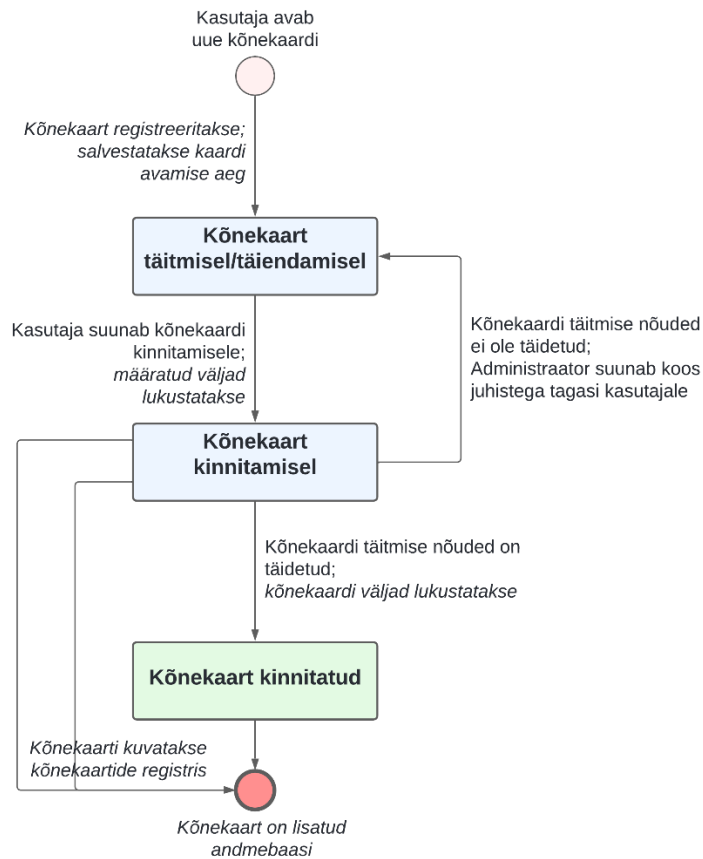 Kasutaja avab
uue kõnekaardi
Kõnekaart registreeritakse;
salvestatakse kaardi
avamise aeg
Kõnekaart
täitmisel/täiendamisel
Kasutaja suunab kõnekaardi
kinnitamisele;
määratud väljad
lukustatakse
Kõnekaardi täitmise nõuded
ei ole täidetud;
Administraator suunab koos
juhistega tagasi kasutajale
Kõnekaart
kinnitamisel
Kõnekaardi täitmise nõuded on
täidetud;
kõnekaardi väljad lukustatakse
Kõnekaart kinnitatud
Kõnekaarti kuvatakse
kõnekaartide registris
Kõnekaart on lisatud
andmebaasi